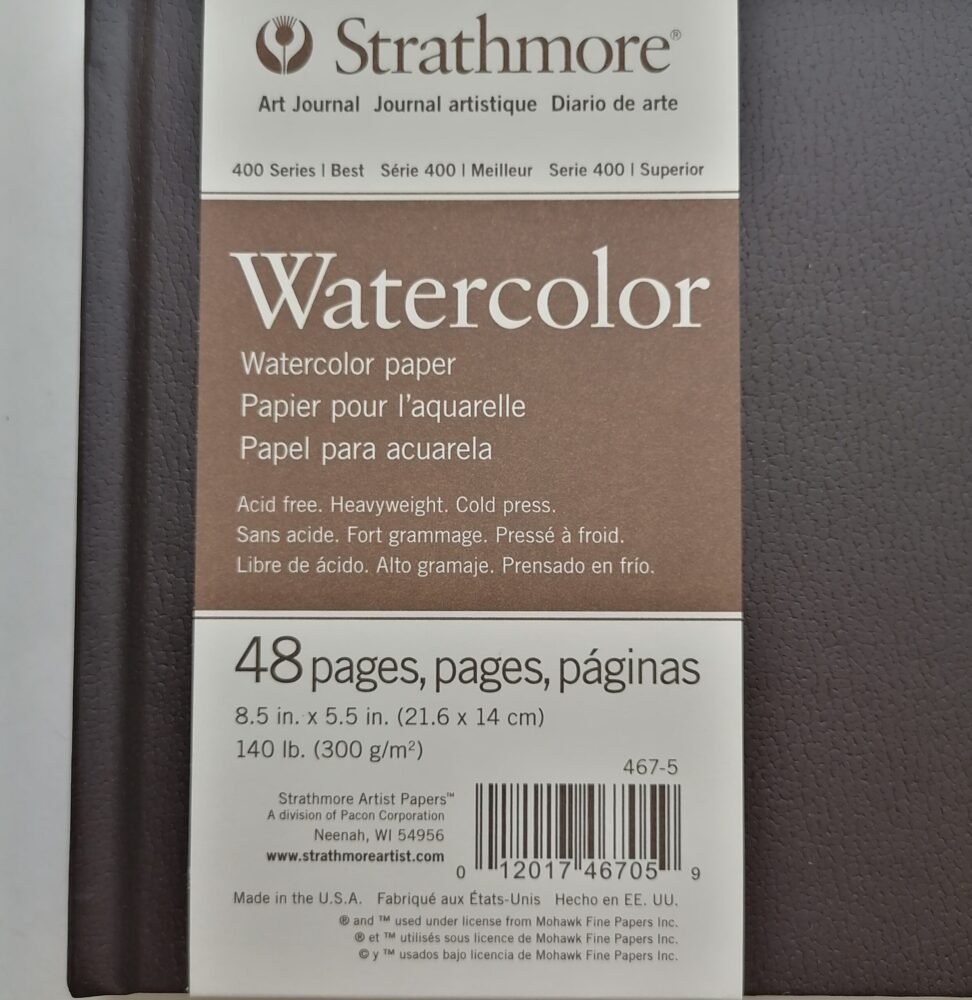 Strathmore®
Art Journal Journal artistique Diario de arte
400 Series | Best Série 400 | Meilleur Serie 400 | Superior
Watercolor
Watercolor paper
Papier pour l'aquarelle
Papel para acuarela
Acid free. Heavyweight. Cold press.
Sans acide. Fort grammage. Pressé à froid.
Libre de ácido. Alto gramaje. Prensado en frío.
48 pages, pages, páginas
8.5 in. x 5.5 in. (21.6 x 14 cm)
140 lb. (300 g/m²)
467-5
Strathmore Artist Papers™
A division of Pacon Corporation
Neenah, WI 54956
www.strathmoreartist.com
0 12017 46705 9
Made in the U.S.A. Fabriqué aux États-Unis Hecho en EE. UU.
® and ™ used under license from Mohawk Fine Papers Inc.
® et ™ utilisés sous licence de Mohawk Fine Papers Inc.
© y ™ usados bajo licencia de Mohawk Fine Papers Inc.